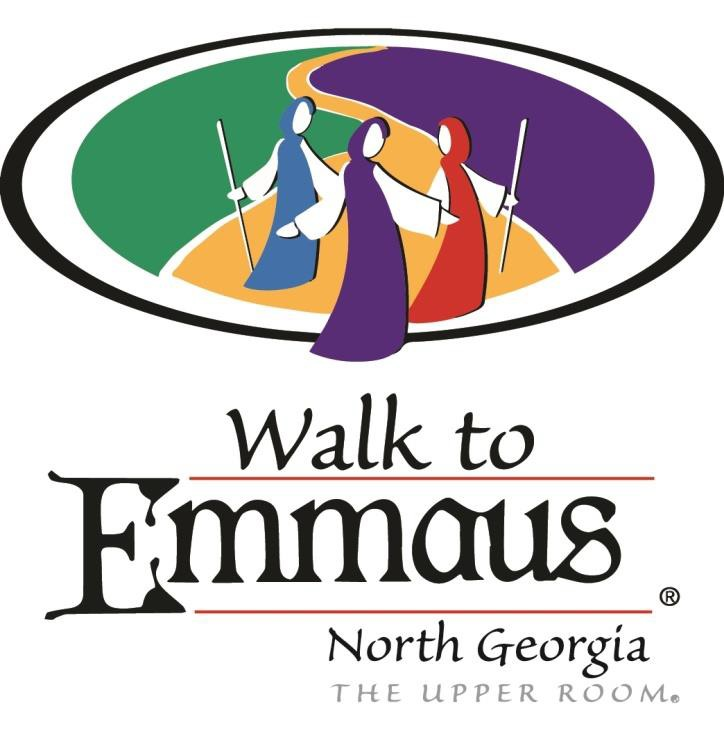 Walk to
Emmaus ®
North Georgia
THE UPPER ROOM®